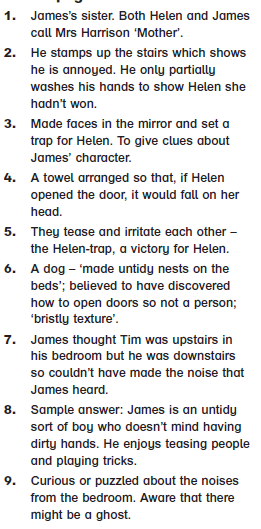 1. James's sister. Both Helen and James
call Mrs Harrison 'Mother'.
2. He stamps up the stairs which shows
he is annoyed. He only partially
washes his hands to show Helen she
hadn't won.
3. Made faces in the mirror and set a
trap for Helen. To give clues about
James' character.
4. A towel arranged so that, if Helen
opened the door, it would fall on her
head.
5. They tease and irritate each other –
the Helen-trap, a victory for Helen.
6. A dog – 'made untidy nests on the
beds'; believed to have discovered
how to open doors so not a person;
'bristly texture'.
7. James thought Tim was upstairs in
his bedroom but he was downstairs
so couldn't have made the noise that
James heard.
8. Sample answer: James is an untidy
sort of boy who doesn't mind having
dirty hands. He enjoys teasing people
and playing tricks.
9. Curious or puzzled about the noises
from the bedroom. Aware that there
might be a ghost.